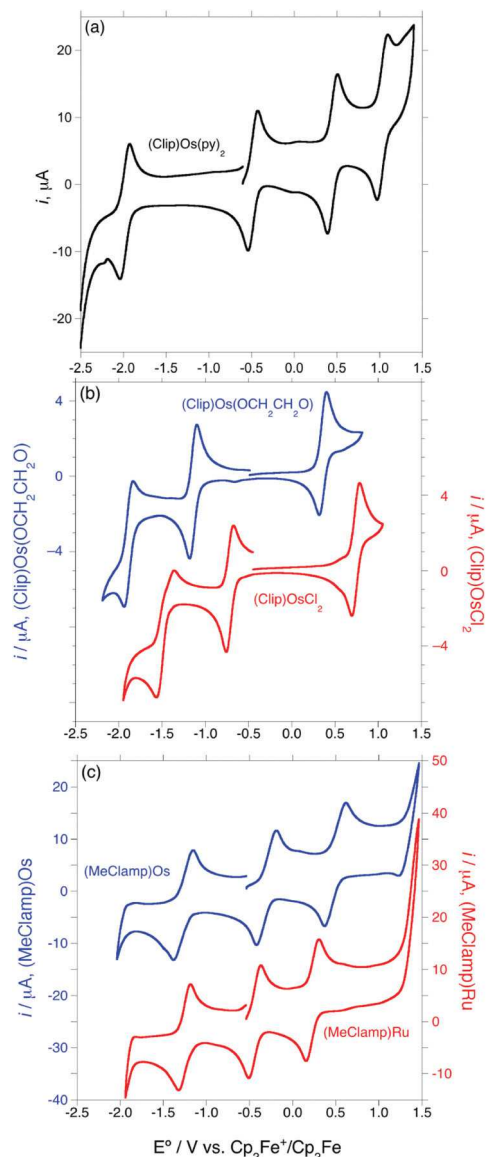 (a)
20
10
0
-10
-20
i, μA
(Clip)Os(py)₂
-2.5 -2.0 -1.5 -1.0 -0.5 0.0 0.5 1.0 1.5
(b)
4
0
-4
i / μA, (Clip)Os(OCH₂CH₂O)
(Clip)Os(OCH₂CH₂O)
(Clip)OsCl₂
4
0
-4
i / μA, (Clip)OsCl₂
-2.5 -2.0 -1.5 -1.0 -0.5 0.0 0.5 1.0 1.5
(c)
20
10
0
-10
-20
-30
-40
i / μA, (MeClamp)Os
(MeClamp)Os
(MeClamp)Ru
50
40
30
20
10
0
-10
i / μA, (MeClamp)Ru
-2.5 -2.0 -1.5 -1.0 -0.5 0.0 0.5 1.0 1.5
E° / V vs. Cp₂Fe⁺/Cp₂Fe